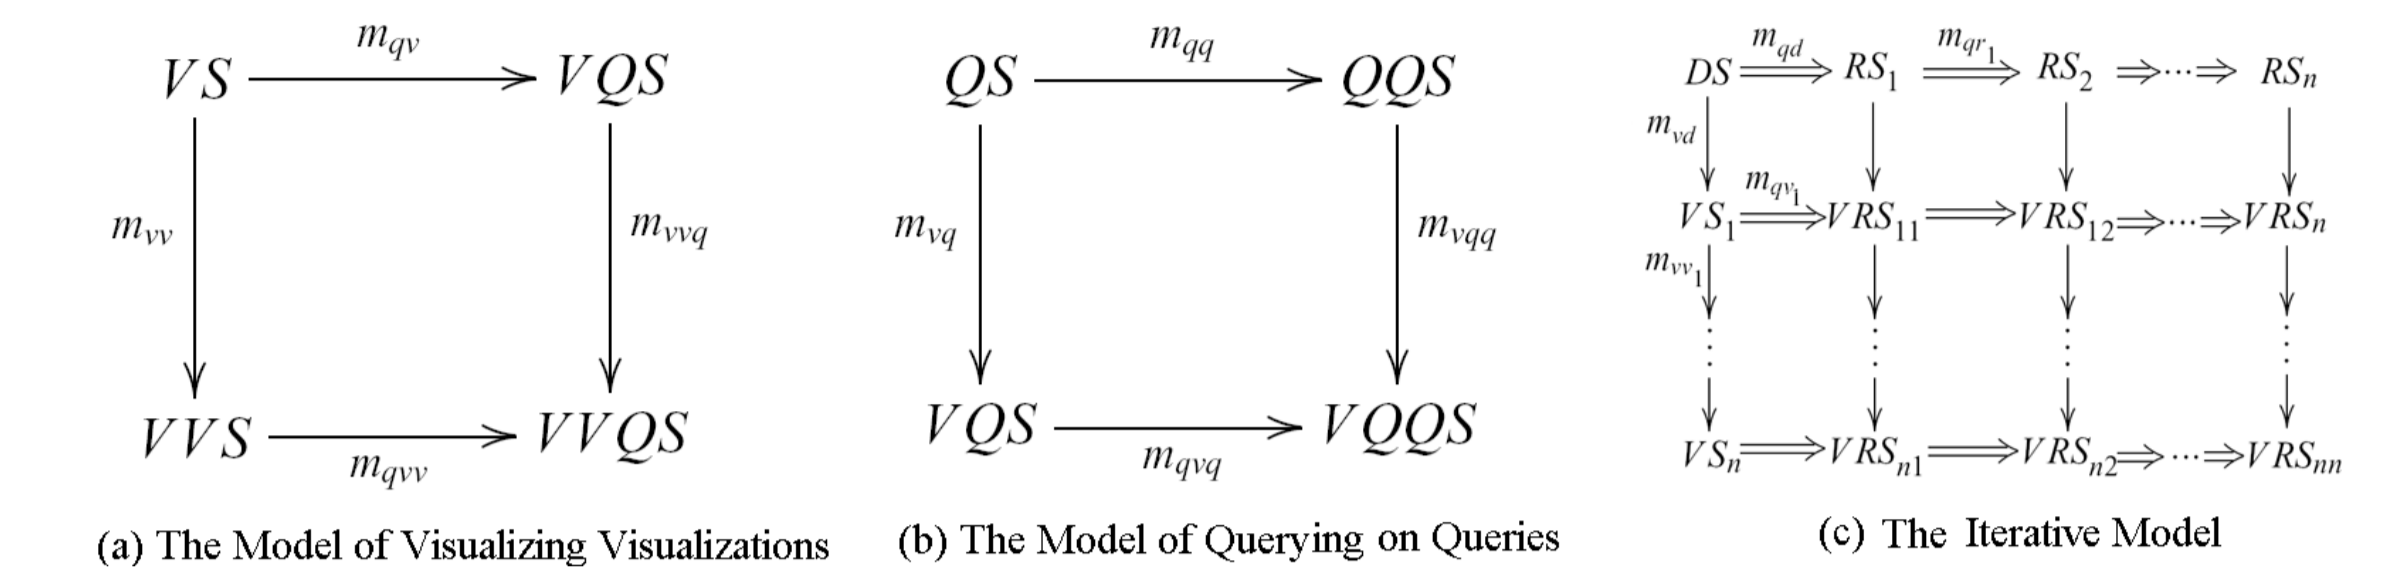 m_qv
VS VQS
m_vv m_vvq
VVS VVQS
m_qvv
(a) The Model of Visualizing Visualizations
m_qq
QS QQS
m_vq m_vqq
VQS VQQS
m_qvq
(b) The Model of Querying on Queries
m_qd m_qr_1
DS ⟹ RS_1 ⟹ RS_2 ⟹···⟹ RS_n
m_vd
m_qv_1
VS_1 ⟹ VRS_11 ⟹ VRS_12 ⟹···⟹ VRS_n
m_vv_1
VS_n ⟹ VRS_n1 ⟹ VRS_n2 ⟹···⟹ VRS_nn
(c) The Iterative Model